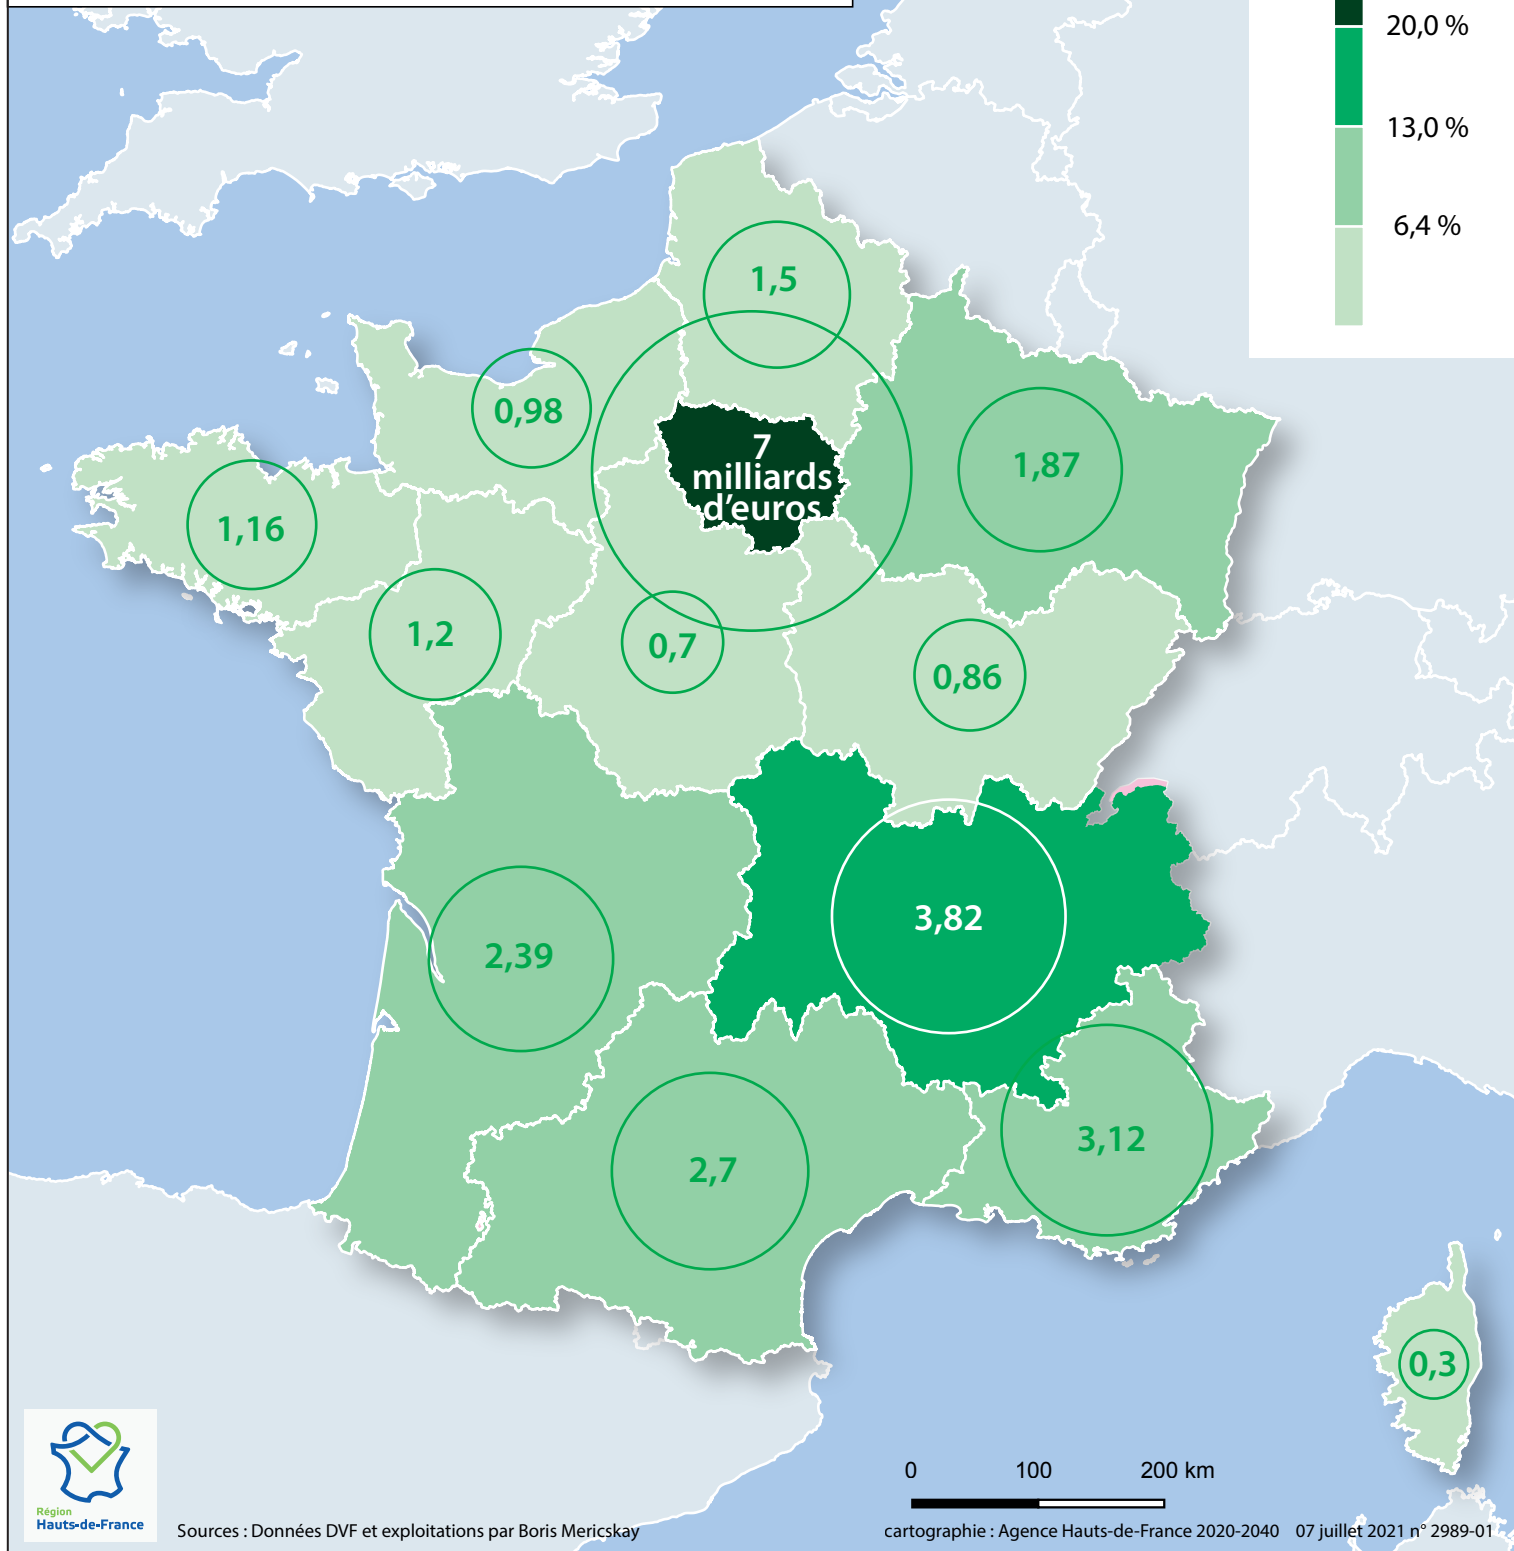 20,0 %
13,0 %
6,4 %
1,5
0,98
7
milliards
d'euros
1,87
1,16
1,2
0,7
0,86
3,82
2,39
3,12
2,7
0,3
0 100 200 km
Région
Hauts-de-France
Sources : Données DVF et exploitations par Boris Mericskay
cartographie : Agence Hauts-de-France 2020-2040 07 juillet 2021 n° 2989-01